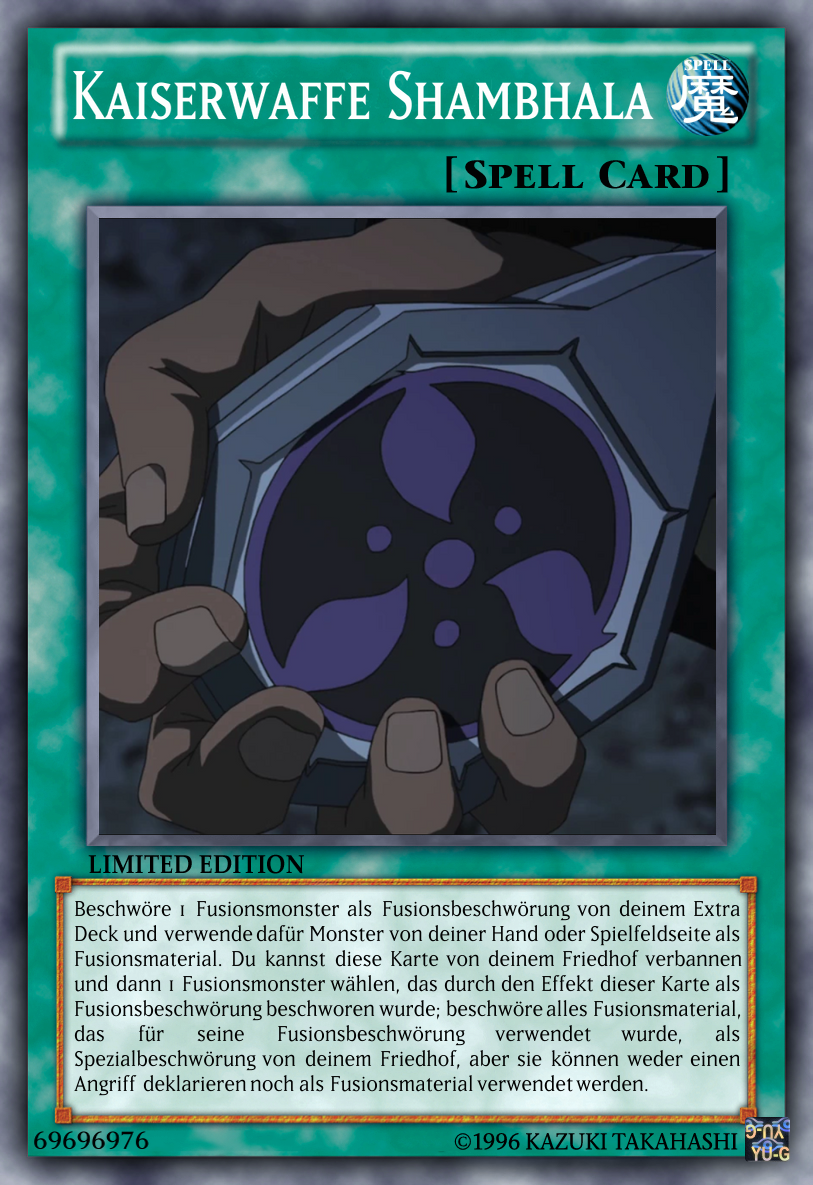 Kaiserwaffe Shambhala
SPELL
魔
[Spell Card]
LIMITED EDITION
Beschwöre 1 Fusionsmonster als Fusionsbeschwörung von deinem Extra
Deck und verwende dafür Monster von deiner Hand oder Spielfeldseite als
Fusionsmaterial. Du kannst diese Karte von deinem Friedhof verbannen
und dann 1 Fusionsmonster wählen, das durch den Effekt dieser Karte als
Fusionsbeschwörung beschworen wurde; beschwöre alles Fusionsmaterial,
das für seine Fusionsbeschwörung verwendet wurde, als
Spezialbeschwörung von deinem Friedhof, aber sie können weder einen
Angriff deklarieren noch als Fusionsmaterial verwendet werden.
69696976
©1996 KAZUKI TAKAHASHI
YU-G
YU-G